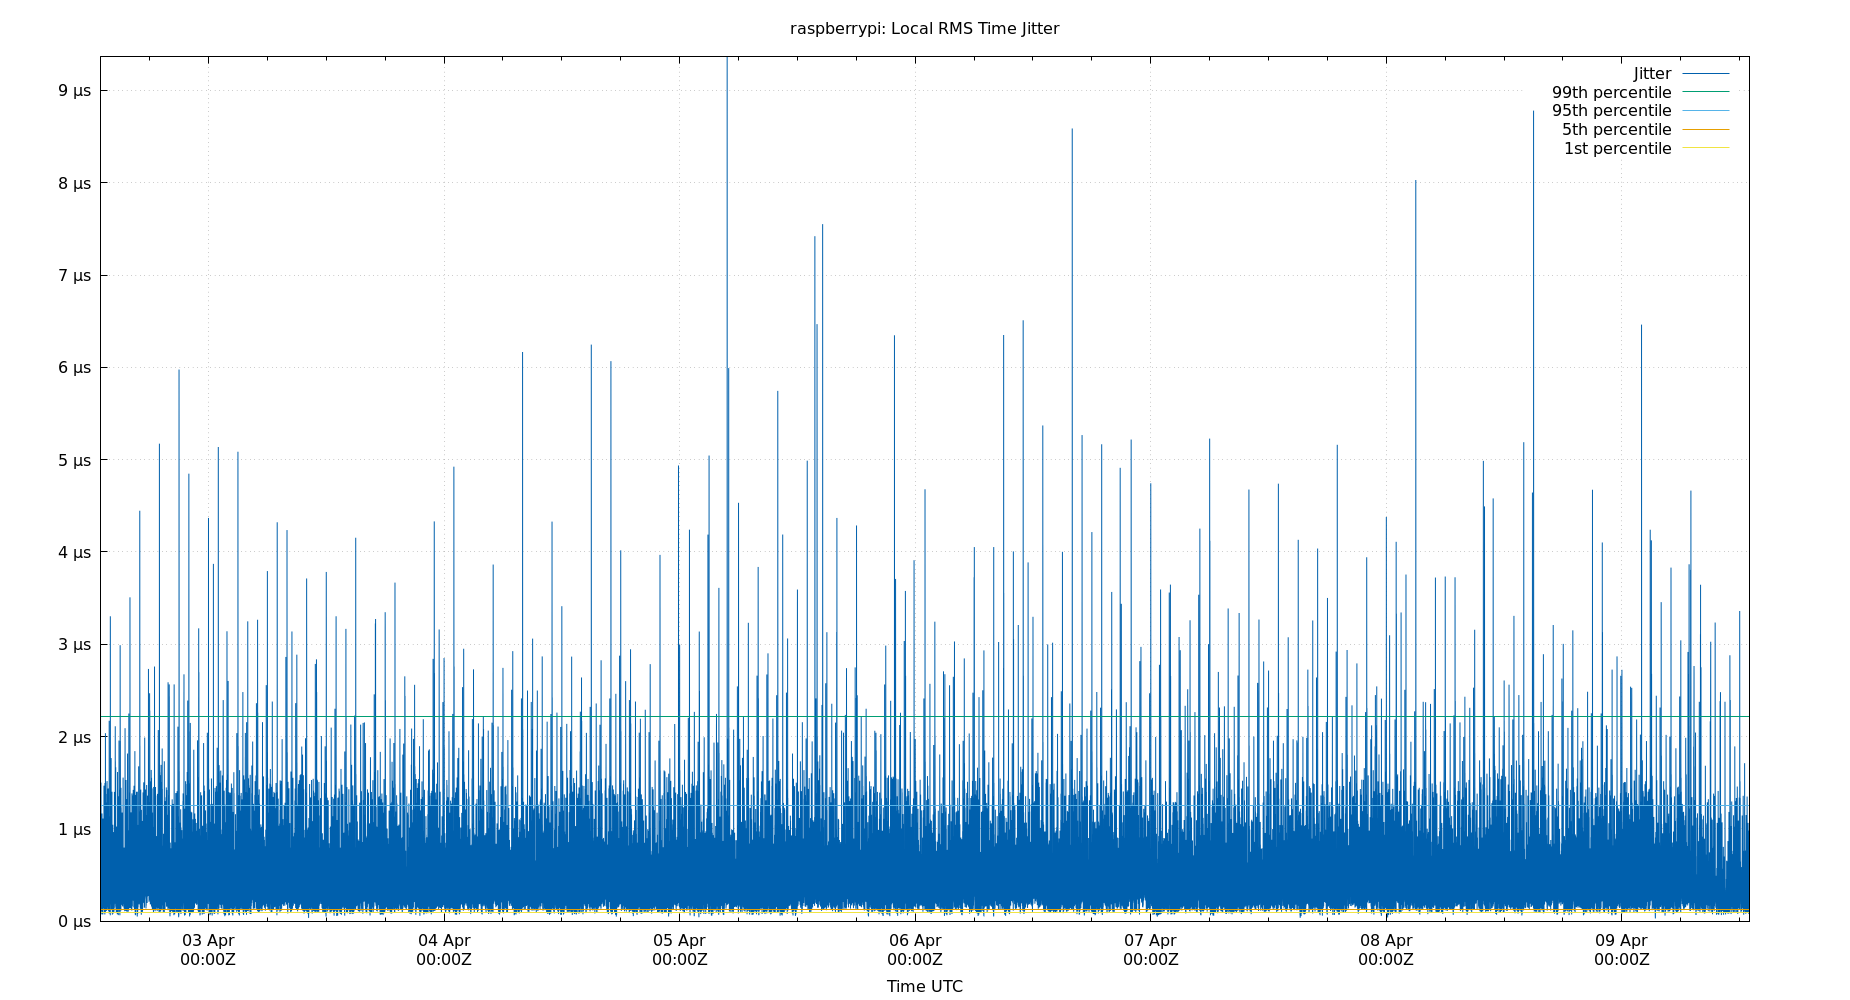 raspberrypi: Local RMS Time Jitter
Jitter
99th percentile
95th percentile
5th percentile
1st percentile
9 µs
8 µs
7 µs
6 µs
5 µs
4 µs
3 µs
2 µs
1 µs
0 µs
03 Apr
00:00Z
04 Apr
00:00Z
05 Apr
00:00Z
06 Apr
00:00Z
07 Apr
00:00Z
08 Apr
00:00Z
09 Apr
00:00Z
Time UTC